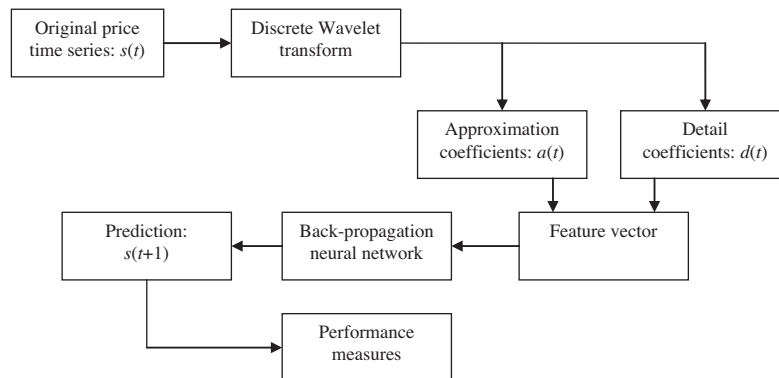 Original price
time series: s(t)
Discrete Wavelet
transform
Approximation
coefficients: a(t)
Detail
coefficients: d(t)
Prediction:
s(t+1)
Back-propagation
neural network
Feature vector
Performance
measures